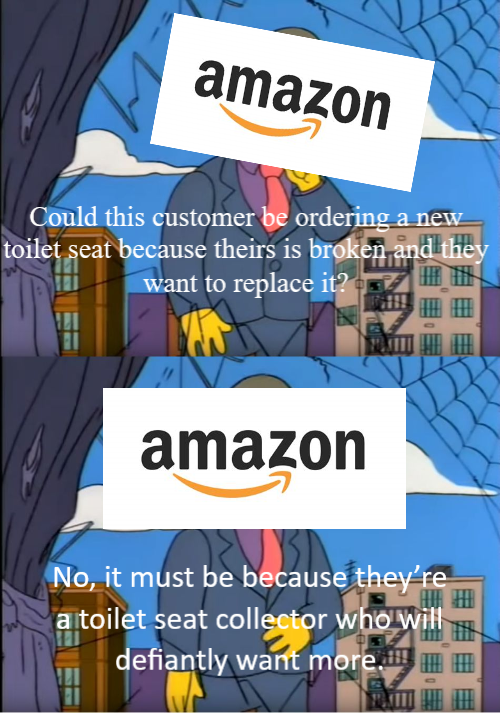 amazon
Could this customer be ordering a new
toilet seat because theirs is broken and they
want to replace it?
amazon
No, it must be because they’re
a toilet seat collector who will
defiantly want more.